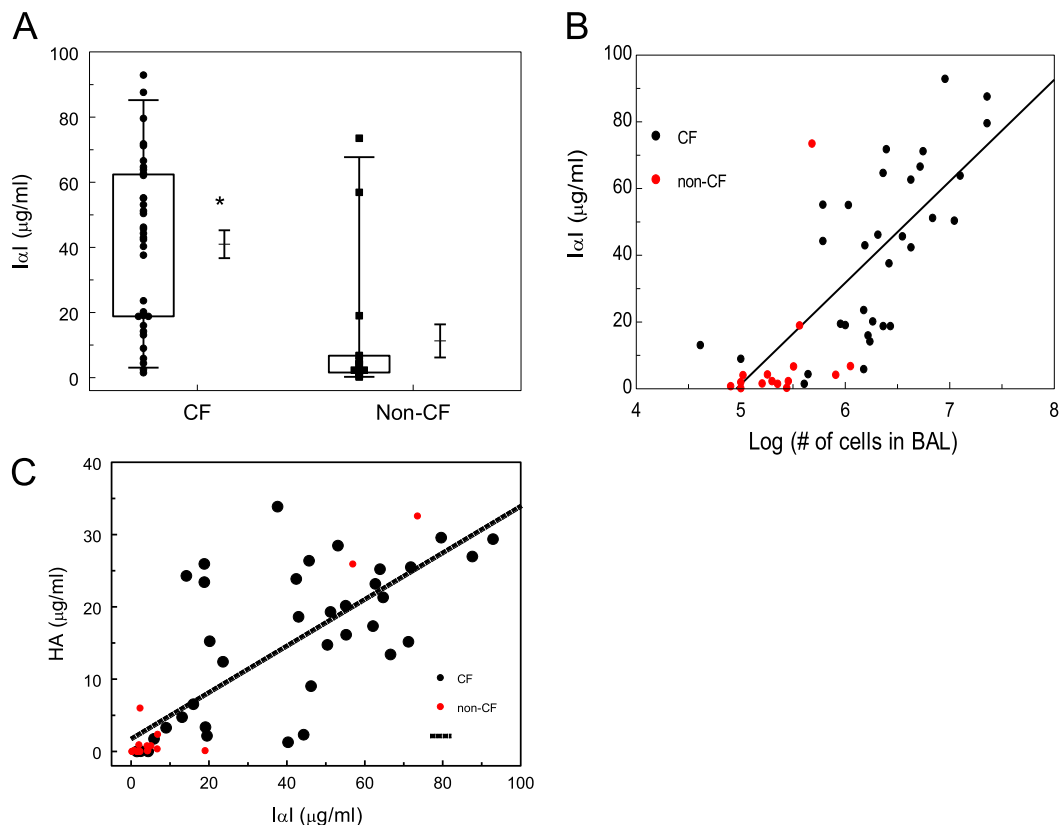 A
100
80
60
40
20
0
IαI (μg/ml)
*
CF
Non-CF
B
100
80
60
40
20
0
IαI (μg/ml)
CF
non-CF
4
5
6
7
8
Log (# of cells in BAL)
C
40
30
20
10
0
HA (μg/ml)
CF
non-CF
0
20
40
60
80
100
IαI (μg/ml)